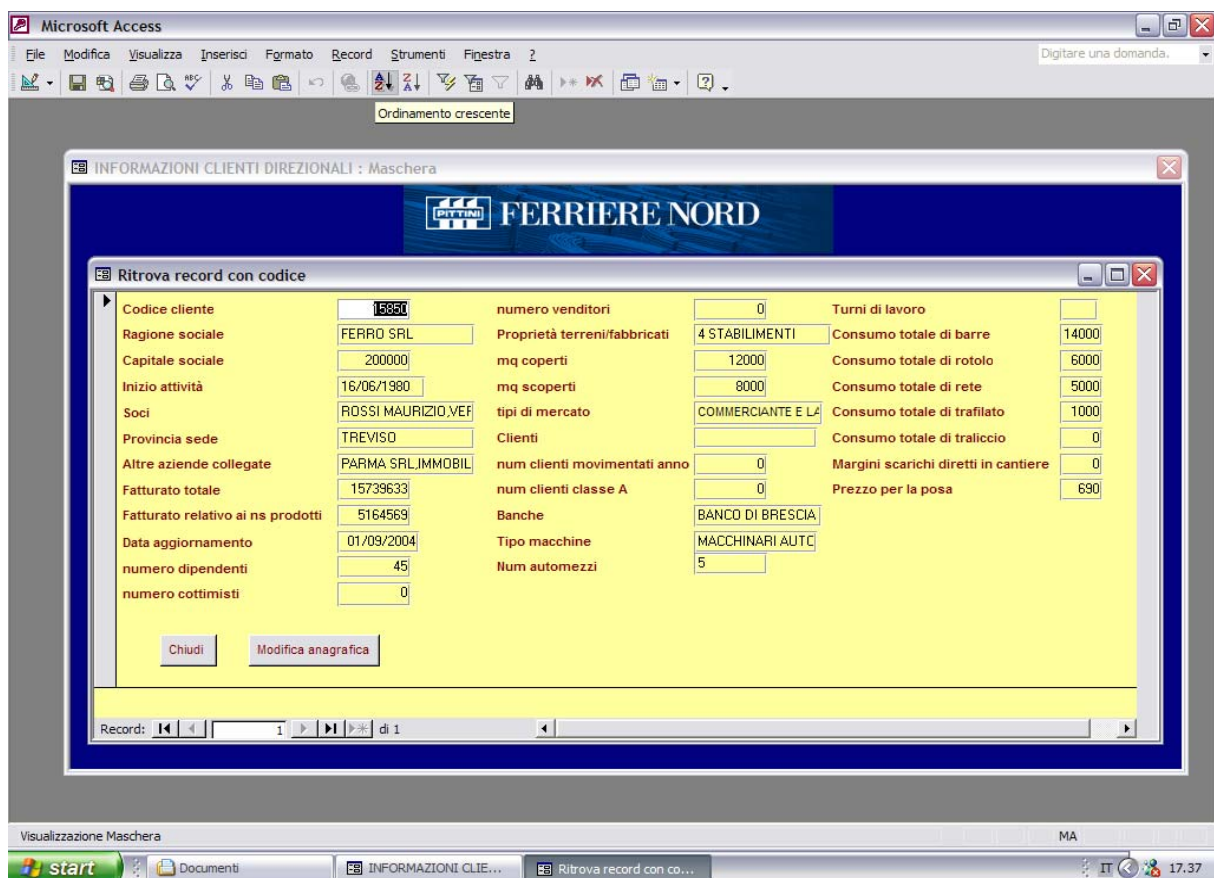 Microsoft Access
File Modifica Visualizza Inserisci Formato Record Strumenti Finestra ?
Digitare una domanda.
Ordinamento crescente
INFORMAZIONI CLIENTI DIREZIONALI : Maschera
PITTINI FERRIERE NORD
Ritrova record con codice
Codice cliente 15850 numero venditori 0 Turni di lavoro
Ragione sociale FERRO SRL Proprietà terreni/fabbricati 4 STABILIMENTI Consumo totale di barre 14000
Capitale sociale 200000 mq coperti 12000 Consumo totale di rotolo 6000
Inizio attività 16/06/1980 mq scoperti 8000 Consumo totale di rete 5000
Soci ROSSI MAURIZIO,VER tipi di mercato COMMERCIANTE E LA Consumo totale di trafilato 1000
Provincia sede TREVISO Clienti Consumo totale di traliccio 0
Altre aziende collegate PARMA SRL,IMMOBIL num clienti movimentati anno 0 Margini scarichi diretti in cantiere 0
Fatturato totale 15739633 num clienti classe A 0 Prezzo per la posa 690
Fatturato relativo ai ns prodotti 5164569 Banche BANCO DI BRESCIA
Data aggiornamento 01/09/2004 Tipo macchine MACCHINARI AUTO
numero dipendenti 45 Num automezzi 5
numero cottimisti 0
Chiudi Modifica anagrafica
Record: 1 di 1
Visualizzazione Maschera MA
start Documenti INFORMAZIONI CLIE... Ritrova record con co... IT 17.37